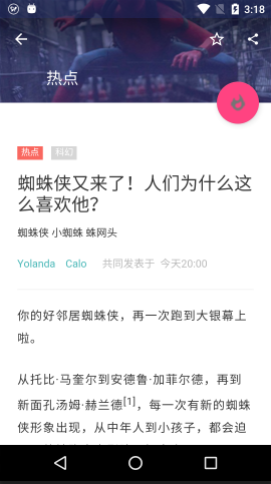 3:18
热点
热点 科幻
蜘蛛侠又来了！人们为什么这
么喜欢他?
蜘蛛侠 小蜘蛛 蛛网头
Yolanda Calo 共同发表于 今天20:00
你的好邻居蜘蛛侠，再一次跑到大银幕上
啦。
从托比·马奎尔到安德鲁·加菲尔德，再到
新面孔汤姆·赫兰德[1]，每一次有新的蜘蛛
侠形象出现，从中年人到小孩子，都会迫